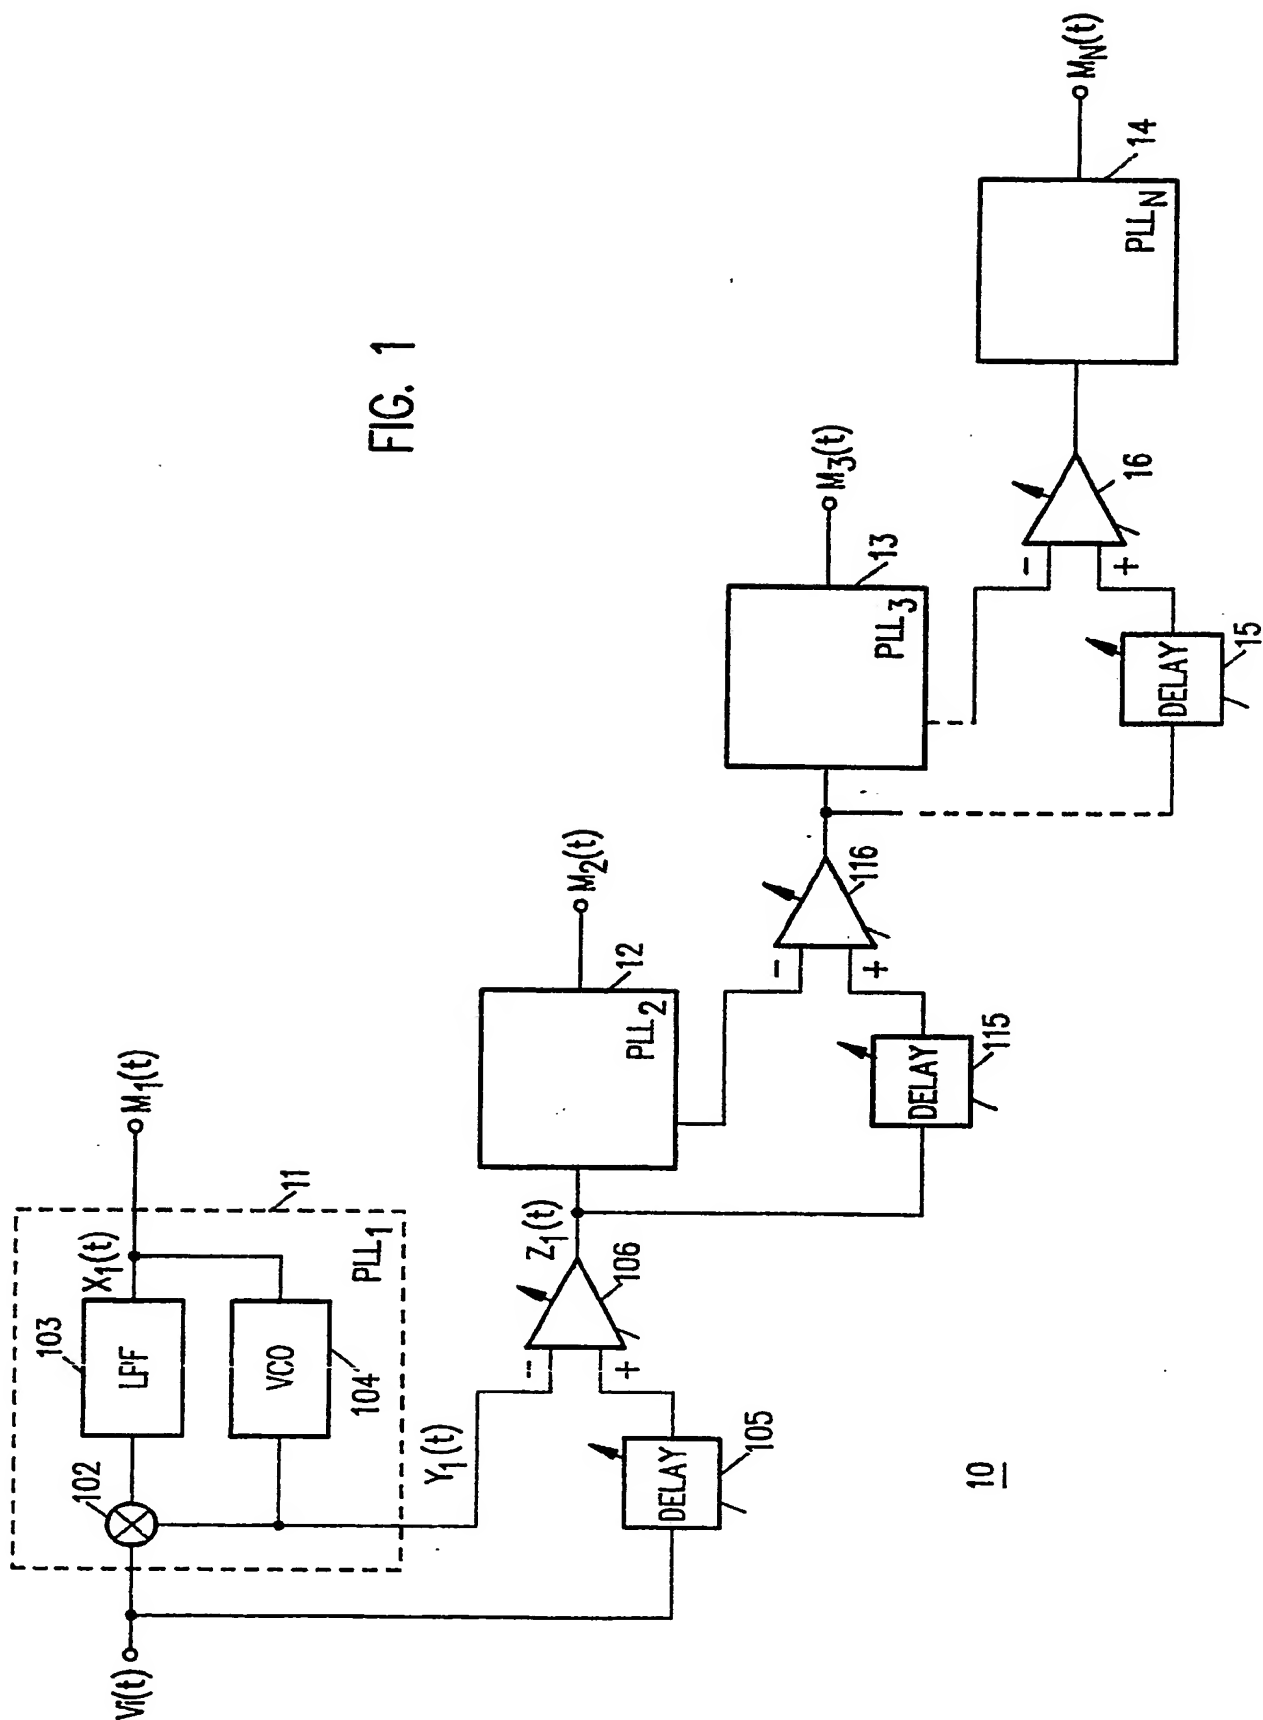 FIG. 1
10
Vi(t)
102
103
LPF
X1(t)
M1(t)
VCO
104
PLL1
11
Y1(t)
DELAY
105
-
+
106
Z1(t)
PLL2
12
M2(t)
DELAY
115
-
+
116
PLL3
13
M3(t)
DELAY
15
-
+
16
PLLN
14
MN(t)